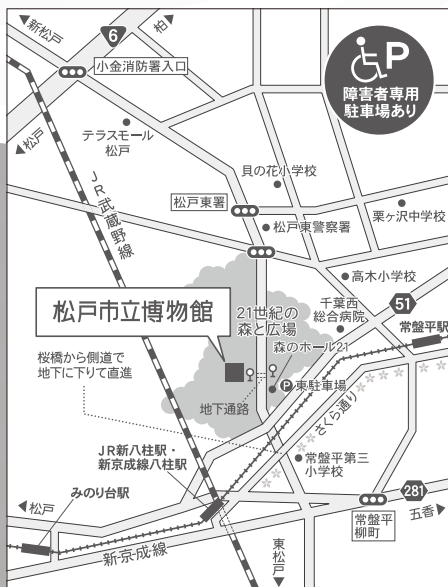 新松戸
6
柏
小金消防署入口
P
障害者専用
駐車場あり
松戸
テラスモール
松戸
JR武蔵野線
貝の花小学校
松戸東署
栗ヶ沢中学校
松戸東警察署
高木小学校
松戸市立博物館
21世紀の
森と広場
千葉西
総合病院
51
常盤平駅
森のホール21
桜橋から側道で
地下に下りて直進
P東駐車場
地下通路
さくら通り
JR新八柱駅・
新京成線八柱駅
常盤平第三
小学校
松戸
みのり台駅
281
五香
常盤平
柳町
新京成線
東松戸